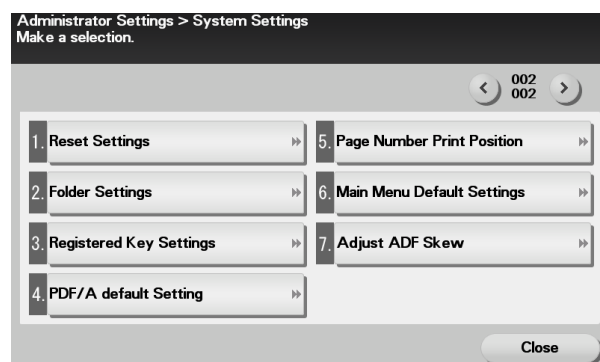 Administrator Settings > System Settings
Make a selection.
002
002
1. Reset Settings
2. Folder Settings
3. Registered Key Settings
4. PDF/A default Setting
5. Page Number Print Position
6. Main Menu Default Settings
7. Adjust ADF Skew
Close